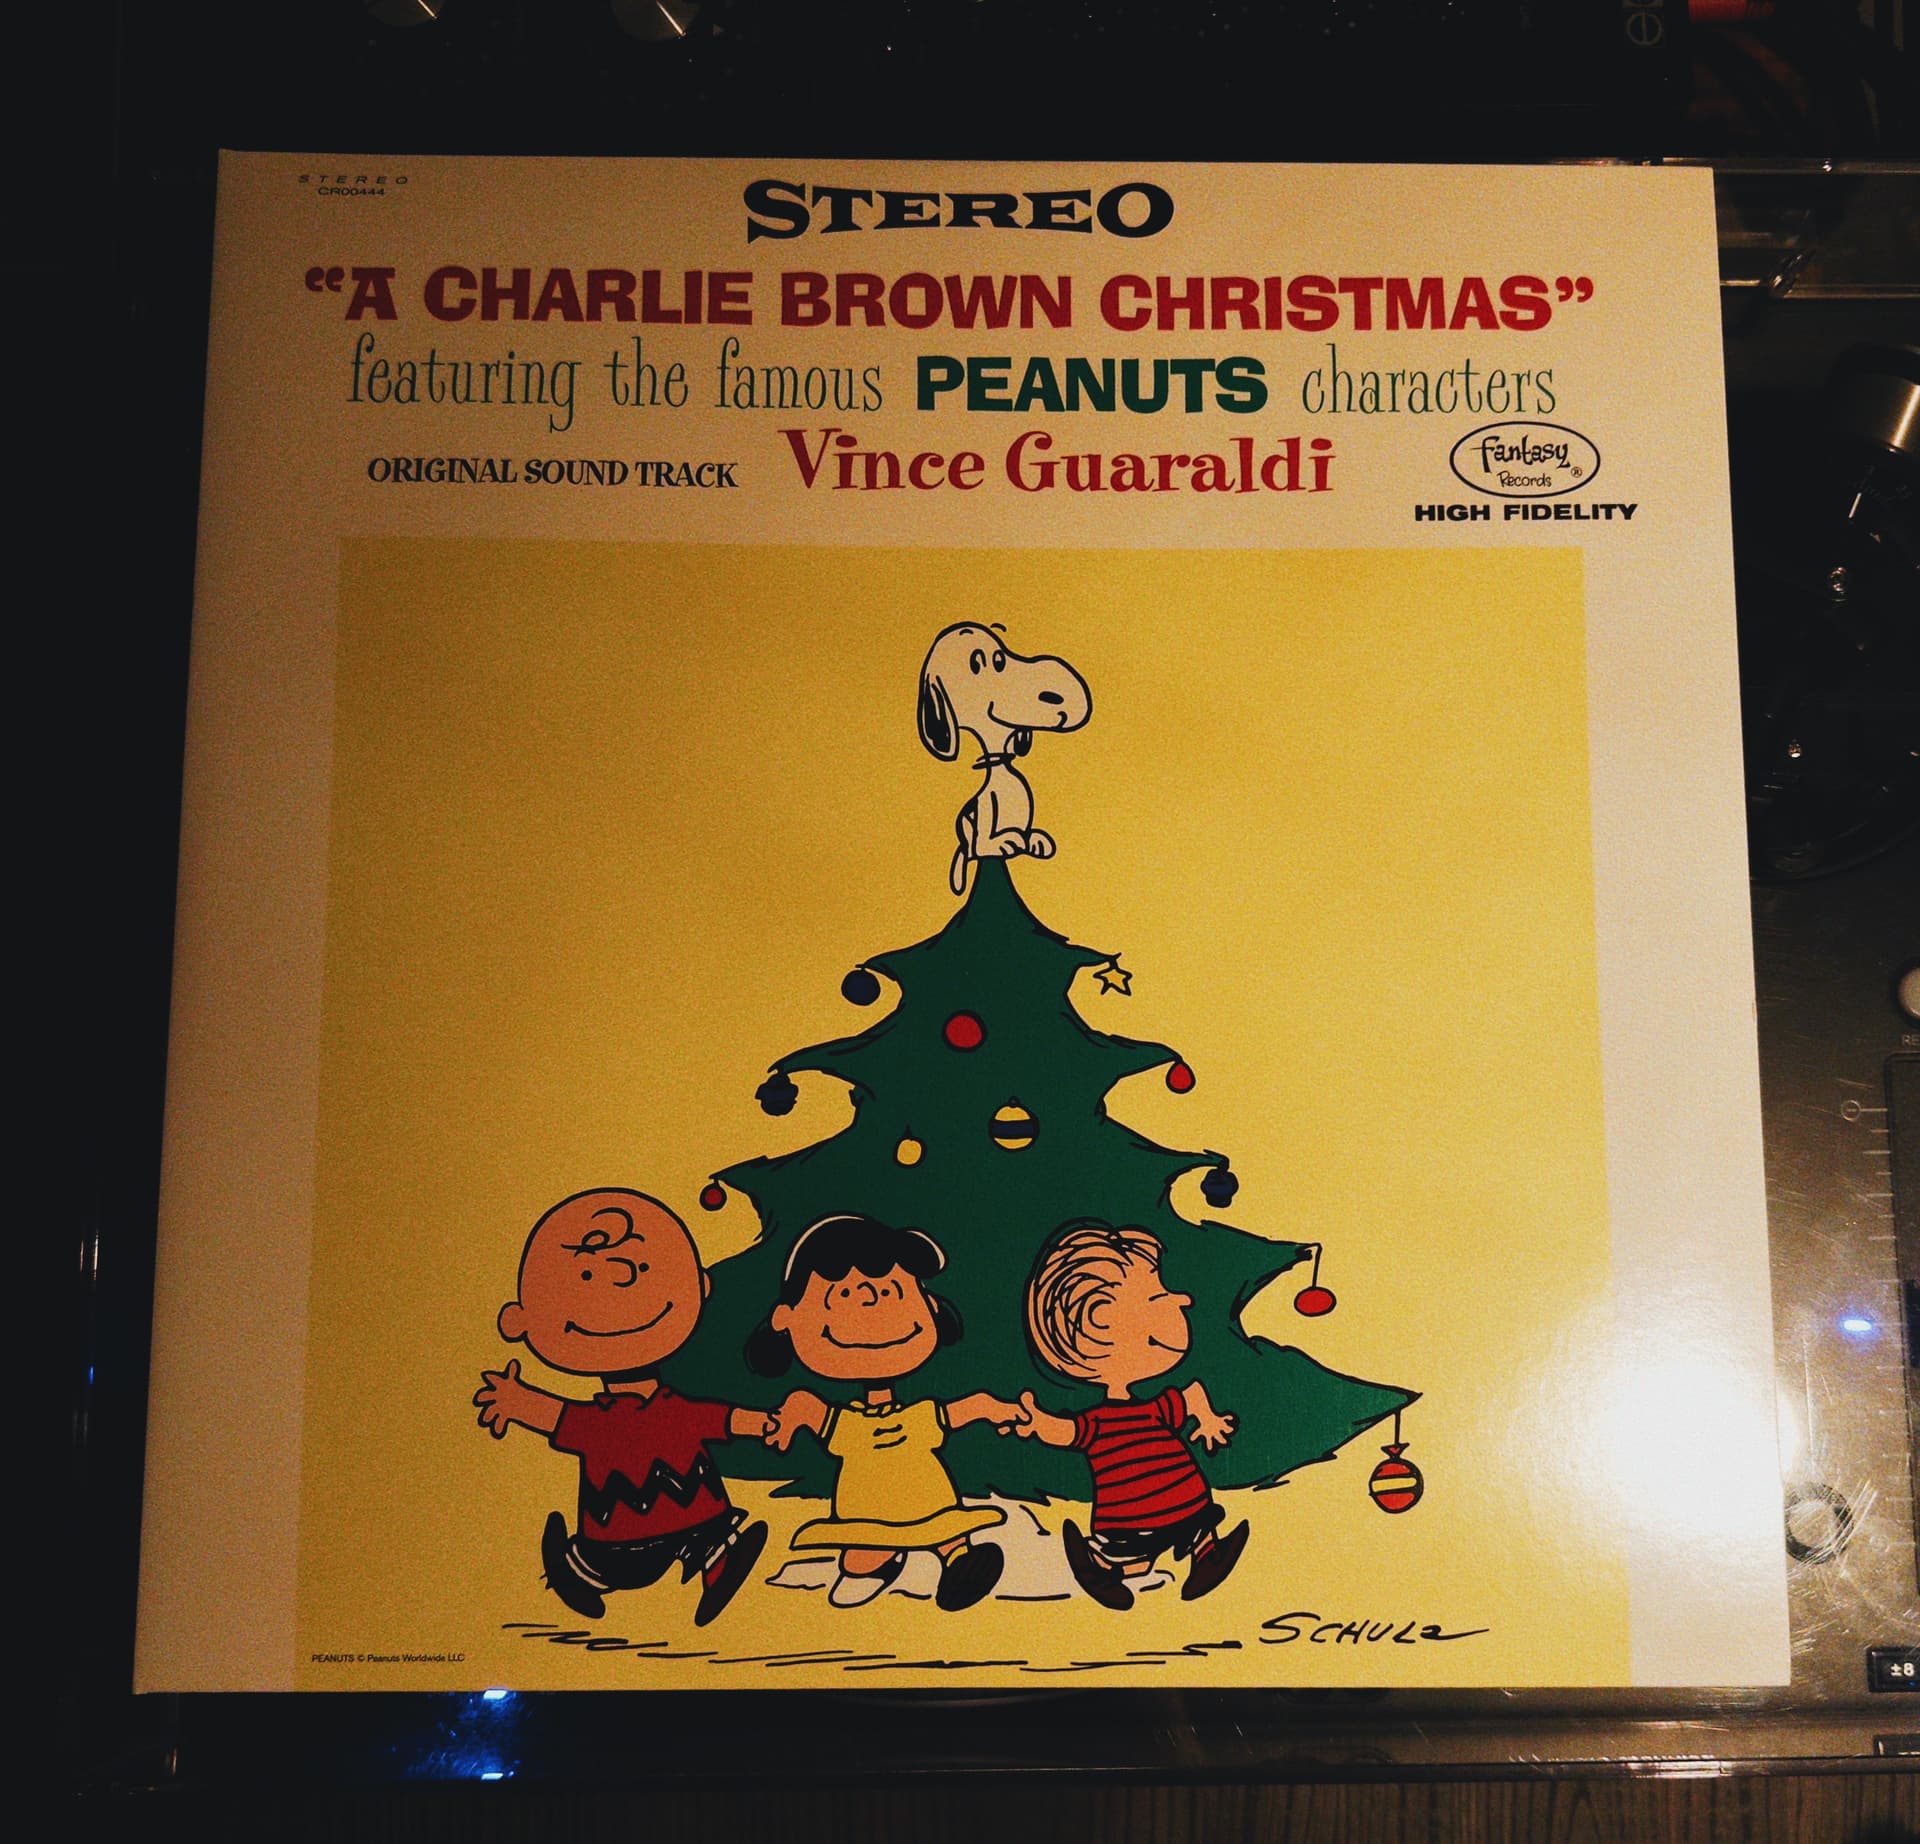 STEREO
CR00444
STEREO
“A CHARLIE BROWN CHRISTMAS”
featuring the famous PEANUTS characters
ORIGINAL SOUND TRACK Vince Guaraldi
Fantasy
Records ®
HIGH FIDELITY
SCHULZ
PEANUTS © Peanuts Worldwide LLC
±8